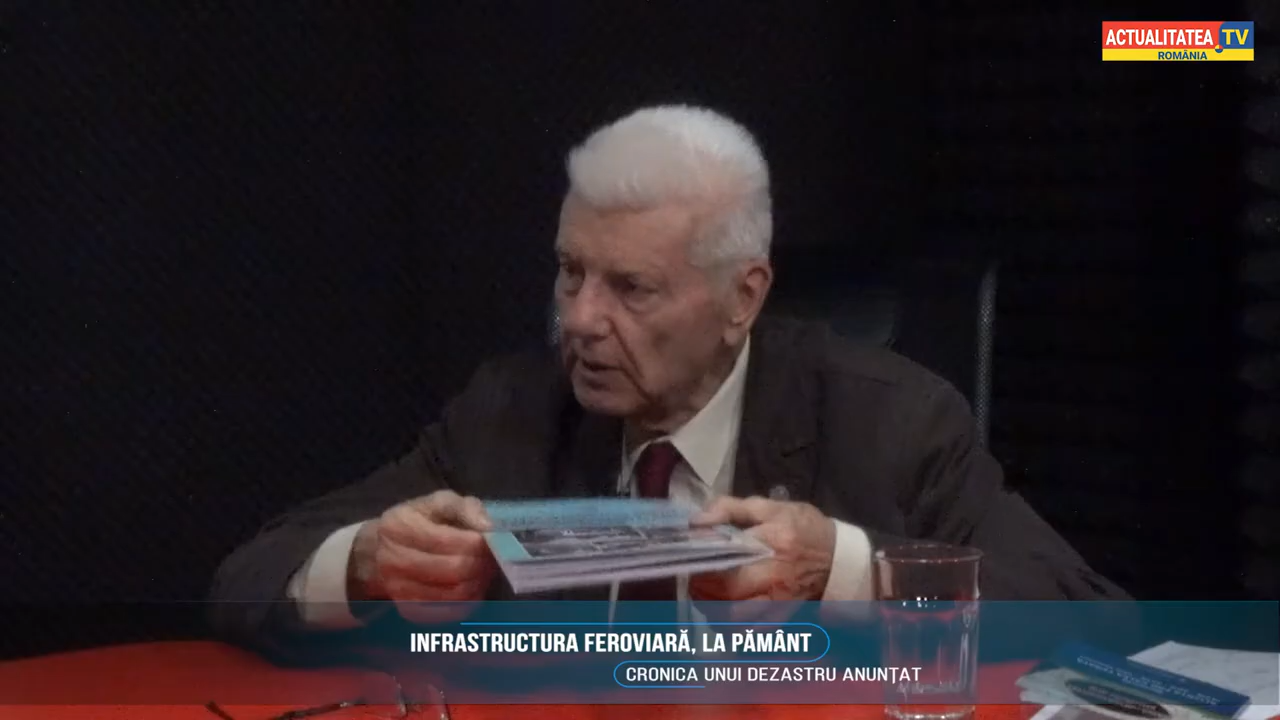 ACTUALITATEA.TV
ROMÂNIA
INFRASTRUCTURA FEROVIARĂ, LA PĂMÂNT
CRONICA UNUI DEZASTRU ANUNȚAT